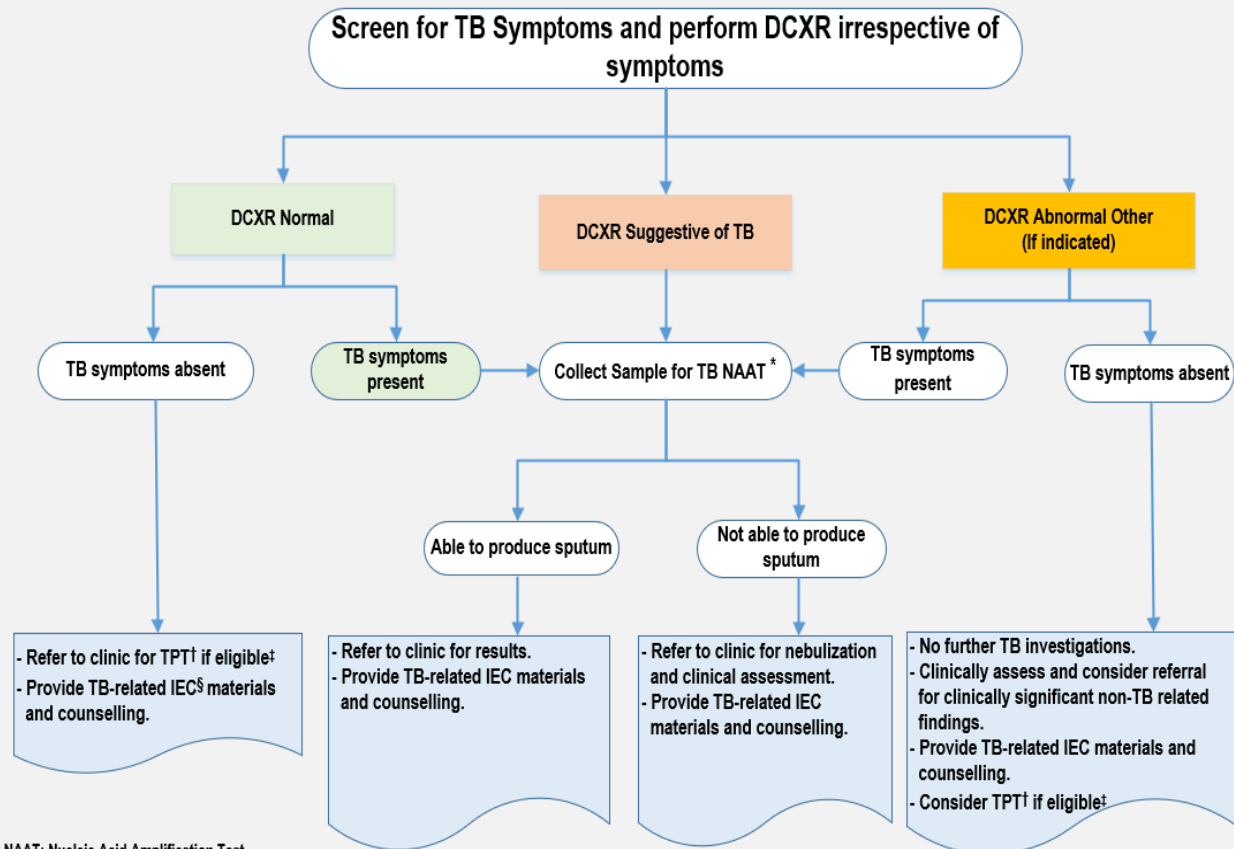 Screen for TB Symptoms and perform DCXR irrespective of
symptoms
DCXR Normal
DCXR Suggestive of TB
DCXR Abnormal Other
(If indicated)
TB symptoms absent
TB symptoms
present
Collect Sample for TB NAAT *
TB symptoms
present
TB symptoms absent
Able to produce sputum
Not able to produce
sputum
- Refer to clinic for TPT† if eligible‡
- Provide TB-related IEC§ materials
and counselling.
- Refer to clinic for results.
- Provide TB-related IEC materials
and counselling.
- Refer to clinic for nebulization
and clinical assessment.
- Provide TB-related IEC
materials and counselling.
- No further TB investigations.
- Clinically assess and consider referral
for clinically significant non-TB related
findings.
- Provide TB-related IEC materials and
counselling.
- Consider TPT† if eligible‡
NAAT: Nucleic Acid Amplification Test